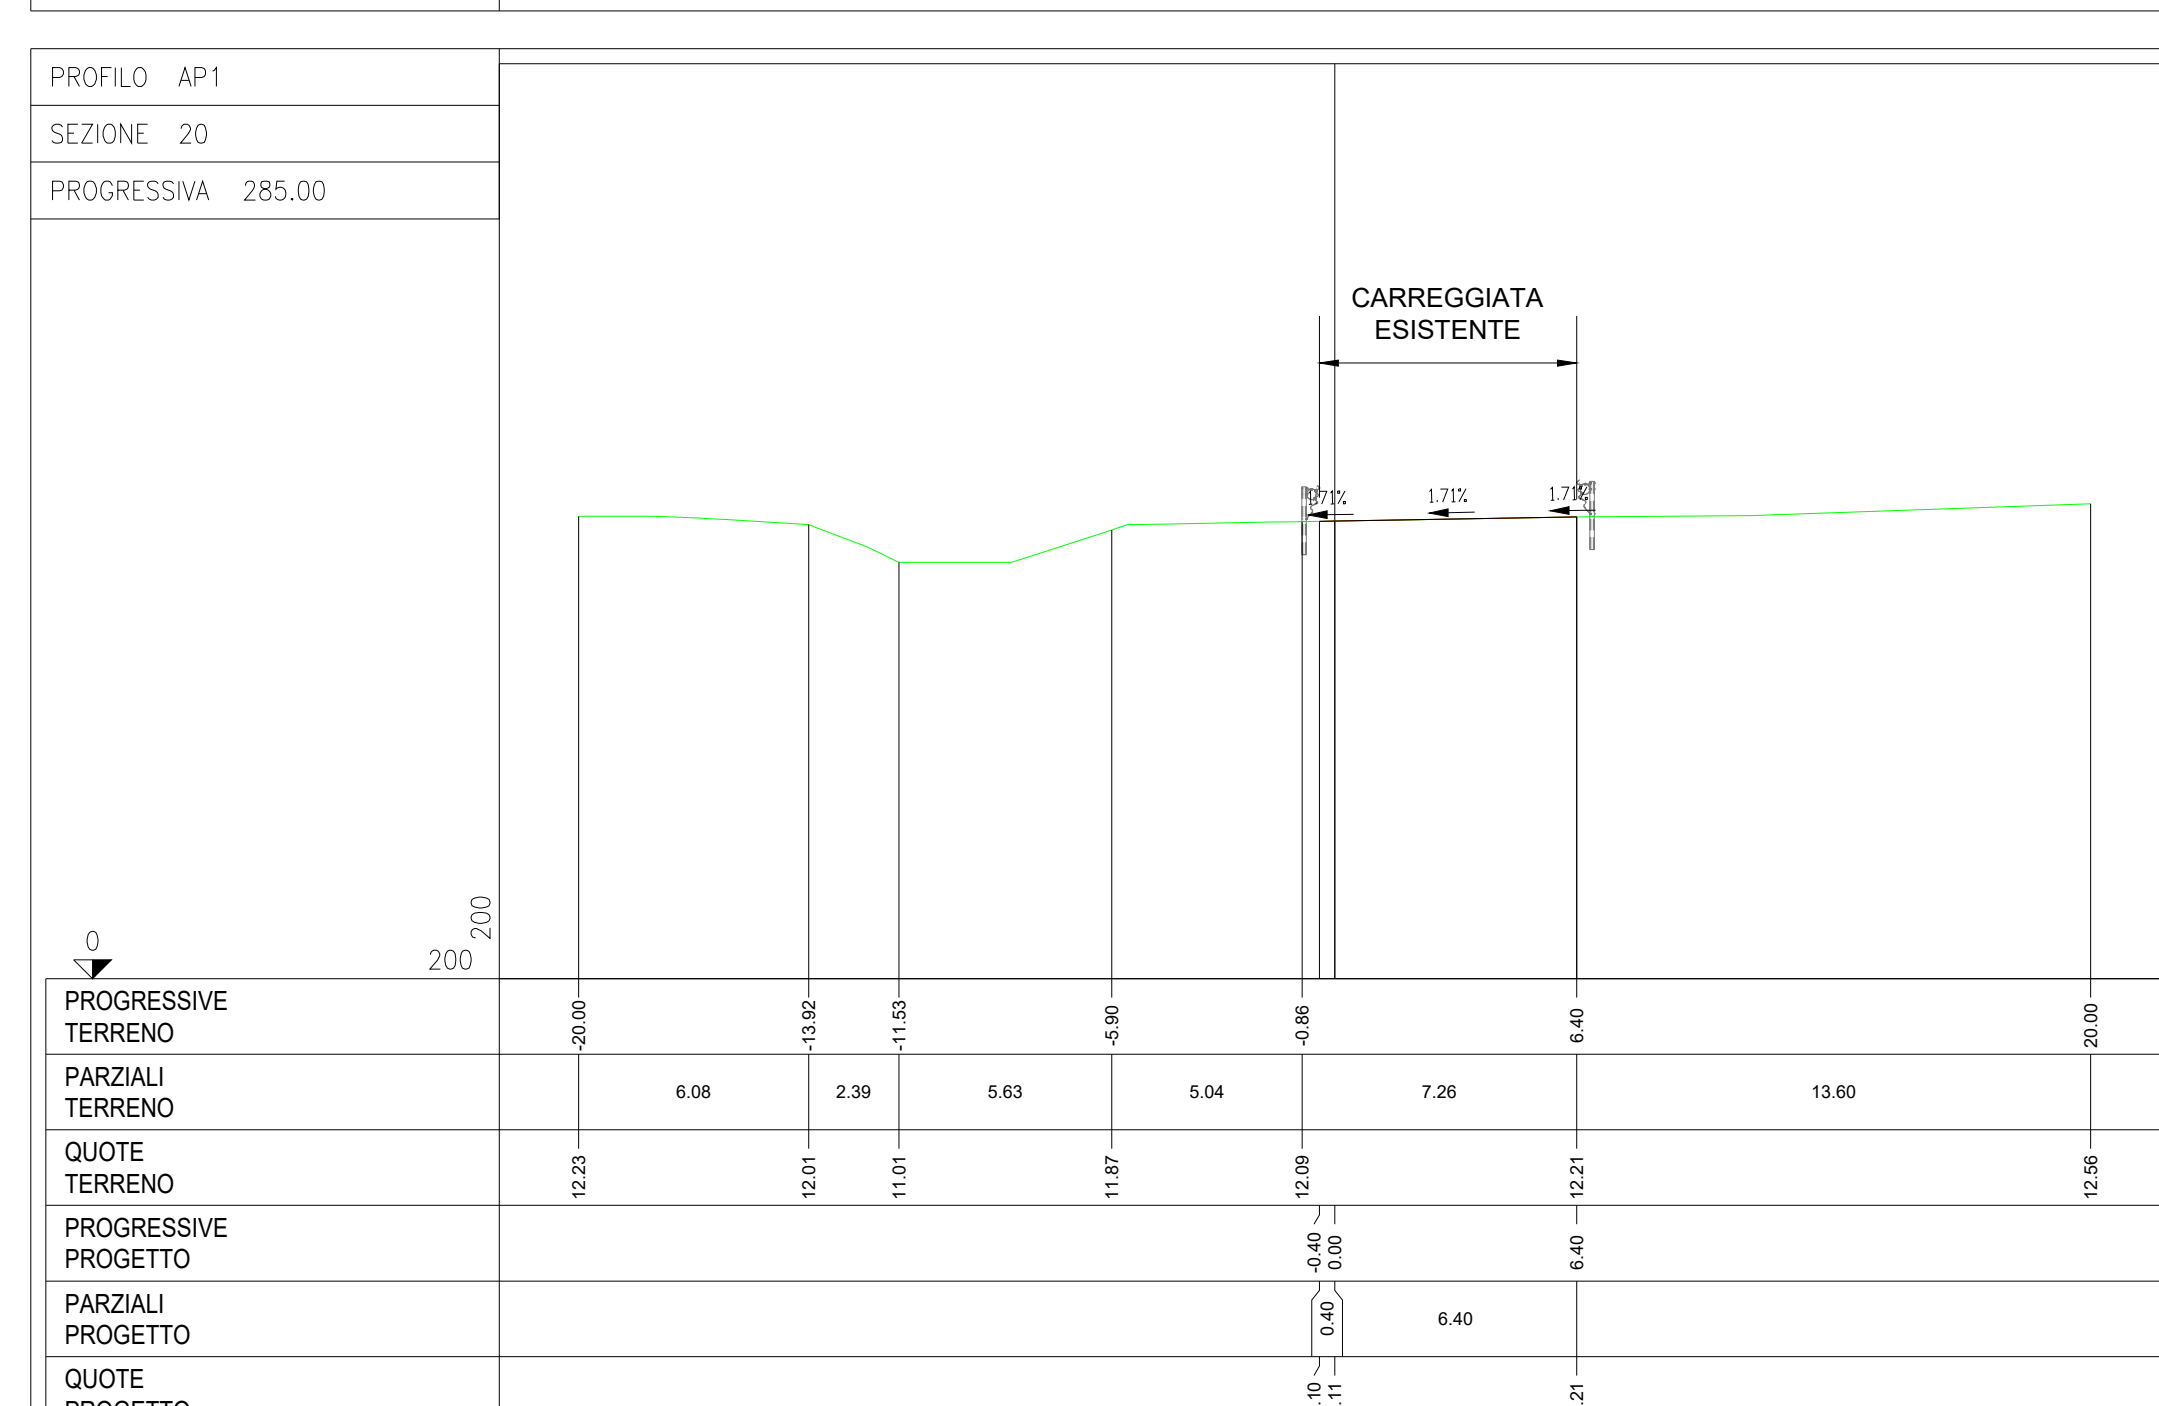 PROFILO AP1
SEZIONE 20
PROGRESSIVA 285.00
CARREGGIATA
ESISTENTE
1.71% 1.71%
0
200
200
PROGRESSIVE
TERRENO
-20.00 -13.92 -11.53 -5.90 -0.86 6.40 20.00
PARZIALI
TERRENO
6.08 2.39 5.63 5.04 7.26 13.60
QUOTE
TERRENO
12.23 12.01 11.01 11.87 12.09 12.21 12.56
PROGRESSIVE
PROGETTO
-0.40 0.00 6.40
PARZIALI
PROGETTO
0.40 6.40
QUOTE
PROGETTO
.10 .11 .21